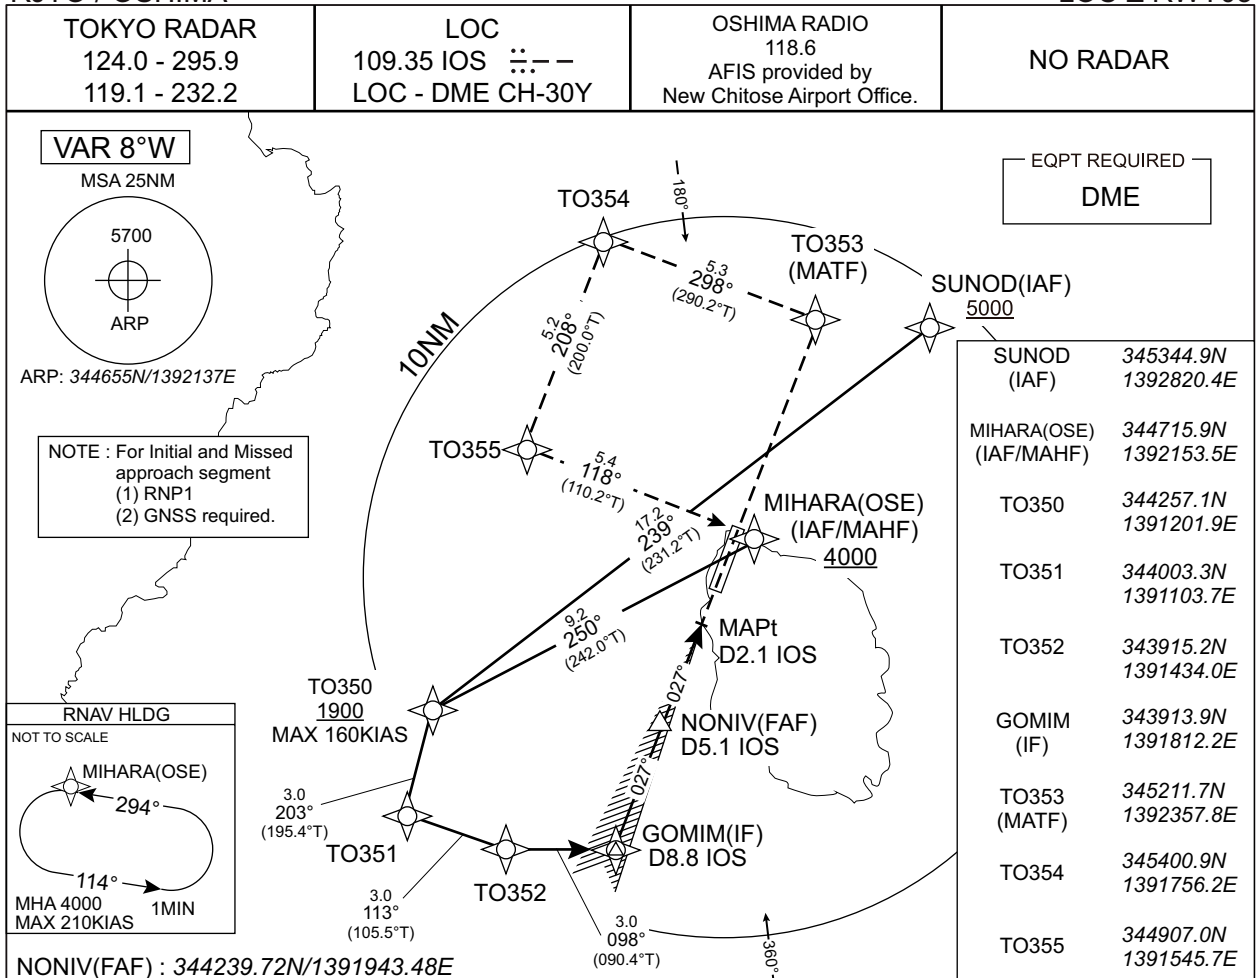 TOKYO RADAR
124.0 - 295.9
119.1 - 232.2
LOC
109.35 IOS
LOC - DME CH-30Y
OSHIMA RADIO
118.6
AFIS provided by
New Chitose Airport Office.
NO RADAR
VAR 8°W
MSA 25NM
5700
ARP
ARP: 344655N/1392137E
NOTE : For Initial and Missed
approach segment
(1) RNP1
(2) GNSS required.
EQPT REQUIRED
DME
180°
TO354
TO353
(MATF)
SUNOD(IAF)
5000
5.3
298°
(290.2°T)
10NM
5.2
208°
(200.0°T)
TO355
5.4
118°
(110.2°T)
MIHARA(OSE)
(IAF/MAHF)
4000
17.2
239°
(231.2°T)
9.2
250°
(242.0°T)
MAPt
D2.1 IOS
027°
TO350
1900
MAX 160KIAS
NONIV(FAF)
D5.1 IOS
027°
3.0
203°
(195.4°T)
TO351
GOMIM(IF)
D8.8 IOS
TO352
3.0
113°
(105.5°T)
3.0
098°
(090.4°T)
360°
RNAV HLDG
NOT TO SCALE
MIHARA(OSE)
294°
114°
MHA 4000
MAX 210KIAS
1MIN
NONIV(FAF) : 344239.72N/1391943.48E
SUNOD
(IAF)
345344.9N
1392820.4E
MIHARA(OSE)
(IAF/MAHF)
344715.9N
1392153.5E
TO350
344257.1N
1391201.9E
TO351
344003.3N
1391103.7E
TO352
343915.2N
1391434.0E
GOMIM
(IF)
343913.9N
1391812.2E
TO353
(MATF)
345211.7N
1392357.8E
TO354
345400.9N
1391756.2E
TO355
344907.0N
1391545.7E